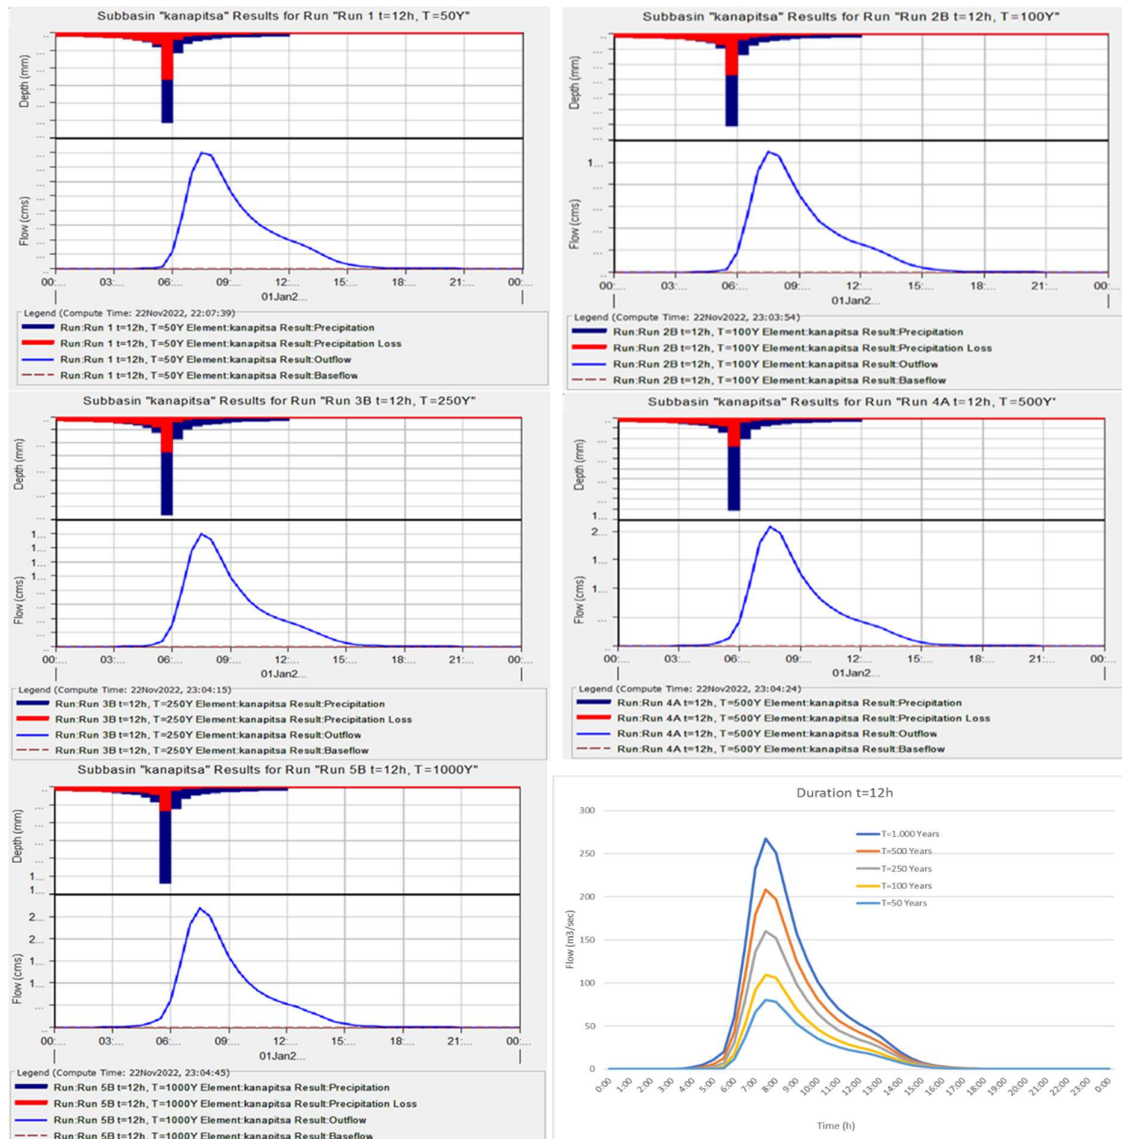 Subbasin "kanapitsa" Results for Run "Run 1 t=12h, T=50Y"
Depth (mm)
Flow (cms)
00:... 03:... 06:... 09:... 12:... 15:... 18:... 21:... 00:...
01Jan2...
Legend (Compute Time: 22Nov2022, 22:07:39)
Run:Run 1 t=12h, T=50Y Element:kanapitsa Result:Precipitation
Run:Run 1 t=12h, T=50Y Element:kanapitsa Result:Precipitation Loss
Run:Run 1 t=12h, T=50Y Element:kanapitsa Result:Outflow
Run:Run 1 t=12h, T=50Y Element:kanapitsa Result:Baseflow
Subbasin "kanapitsa" Results for Run "Run 2B t=12h, T=100Y"
Depth (mm)
1...
Flow (cms)
00:... 03:... 06:... 09:... 12:... 15:... 18:... 21:... 00:...
01Jan2...
Legend (Compute Time: 22Nov2022, 23:03:54)
Run:Run 2B t=12h, T=100Y Element:kanapitsa Result:Precipitation
Run:Run 2B t=12h, T=100Y Element:kanapitsa Result:Precipitation Loss
Run:Run 2B t=12h, T=100Y Element:kanapitsa Result:Outflow
Run:Run 2B t=12h, T=100Y Element:kanapitsa Result:Baseflow
Subbasin "kanapitsa" Results for Run "Run 3B t=12h, T=250Y"
Depth (mm)
1...
1...
1...
1...
Flow (cms)
00:... 03:... 06:... 09:... 12:... 15:... 18:... 21:... 00:...
01Jan2...
Legend (Compute Time: 22Nov2022, 23:04:15)
Run:Run 3B t=12h, T=250Y Element:kanapitsa Result:Precipitation
Run:Run 3B t=12h, T=250Y Element:kanapitsa Result:Precipitation Loss
Run:Run 3B t=12h, T=250Y Element:kanapitsa Result:Outflow
Run:Run 3B t=12h, T=250Y Element:kanapitsa Result:Baseflow
Subbasin "kanapitsa" Results for Run "Run 4A t=12h, T=500Y"
Depth (mm)
1...
2...
1...
1...
Flow (cms)
00:... 03:... 06:... 09:... 12:... 15:... 18:... 21:... 00:...
01Jan2...
Legend (Compute Time: 22Nov2022, 23:04:24)
Run:Run 4A t=12h, T=500Y Element:kanapitsa Result:Precipitation
Run:Run 4A t=12h, T=500Y Element:kanapitsa Result:Precipitation Loss
Run:Run 4A t=12h, T=500Y Element:kanapitsa Result:Outflow
Run:Run 4A t=12h, T=500Y Element:kanapitsa Result:Baseflow
Subbasin "kanapitsa" Results for Run "Run 5B t=12h, T=1000Y"
Depth (mm)
1...
1...
2...
2...
1...
1...
Flow (cms)
00:... 03:... 06:... 09:... 12:... 15:... 18:... 21:... 00:...
01Jan2...
Legend (Compute Time: 22Nov2022, 23:04:45)
Run:Run 5B t=12h, T=1000Y Element:kanapitsa Result:Precipitation
Run:Run 5B t=12h, T=1000Y Element:kanapitsa Result:Precipitation Loss
Run:Run 5B t=12h, T=1000Y Element:kanapitsa Result:Outflow
Run:Run 5B t=12h, T=1000Y Element:kanapitsa Result:Baseflow
Duration t=12h
300
250
200
150
100
50
0
Flow (m3/sec)
T=1.000 Years
T=500 Years
T=250 Years
T=100 Years
T=50 Years
0:00 1:00 2:00 3:00 4:00 5:00 6:00 7:00 8:00 9:00 10:00 11:00 12:00 13:00 14:00 15:00 16:00 17:00 18:00 19:00 20:00 21:00 22:00 23:00 0:00
Time (h)